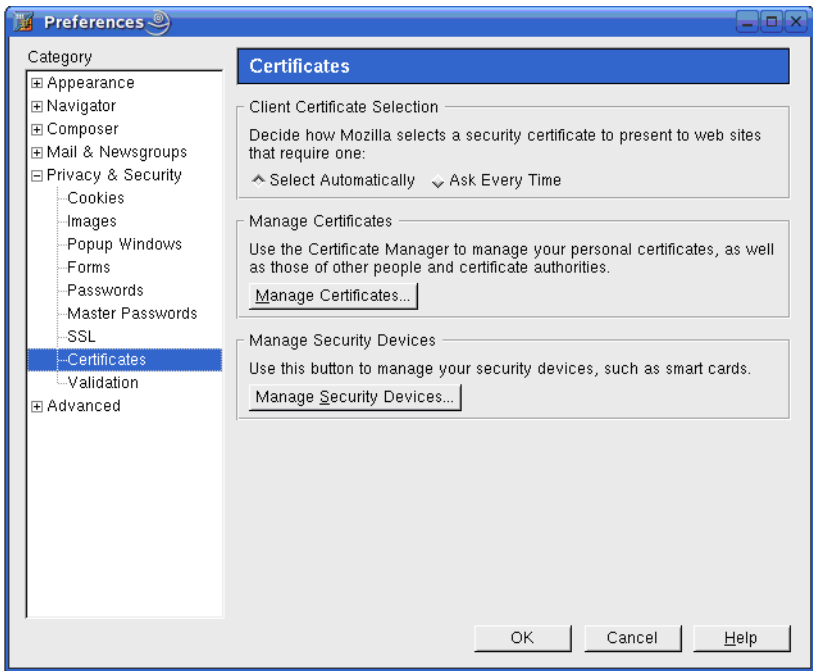 Preferences
Category
Appearance
Navigator
Composer
Mail & Newsgroups
Privacy & Security
Cookies
Images
Popup Windows
Forms
Passwords
Master Passwords
SSL
Certificates
Validation
Advanced
Certificates
Client Certificate Selection
Decide how Mozilla selects a security certificate to present to web sites
that require one:
Select Automatically Ask Every Time
Manage Certificates
Use the Certificate Manager to manage your personal certificates, as well
as those of other people and certificate authorities.
Manage Certificates...
Manage Security Devices
Use this button to manage your security devices, such as smart cards.
Manage Security Devices...
OK Cancel Help